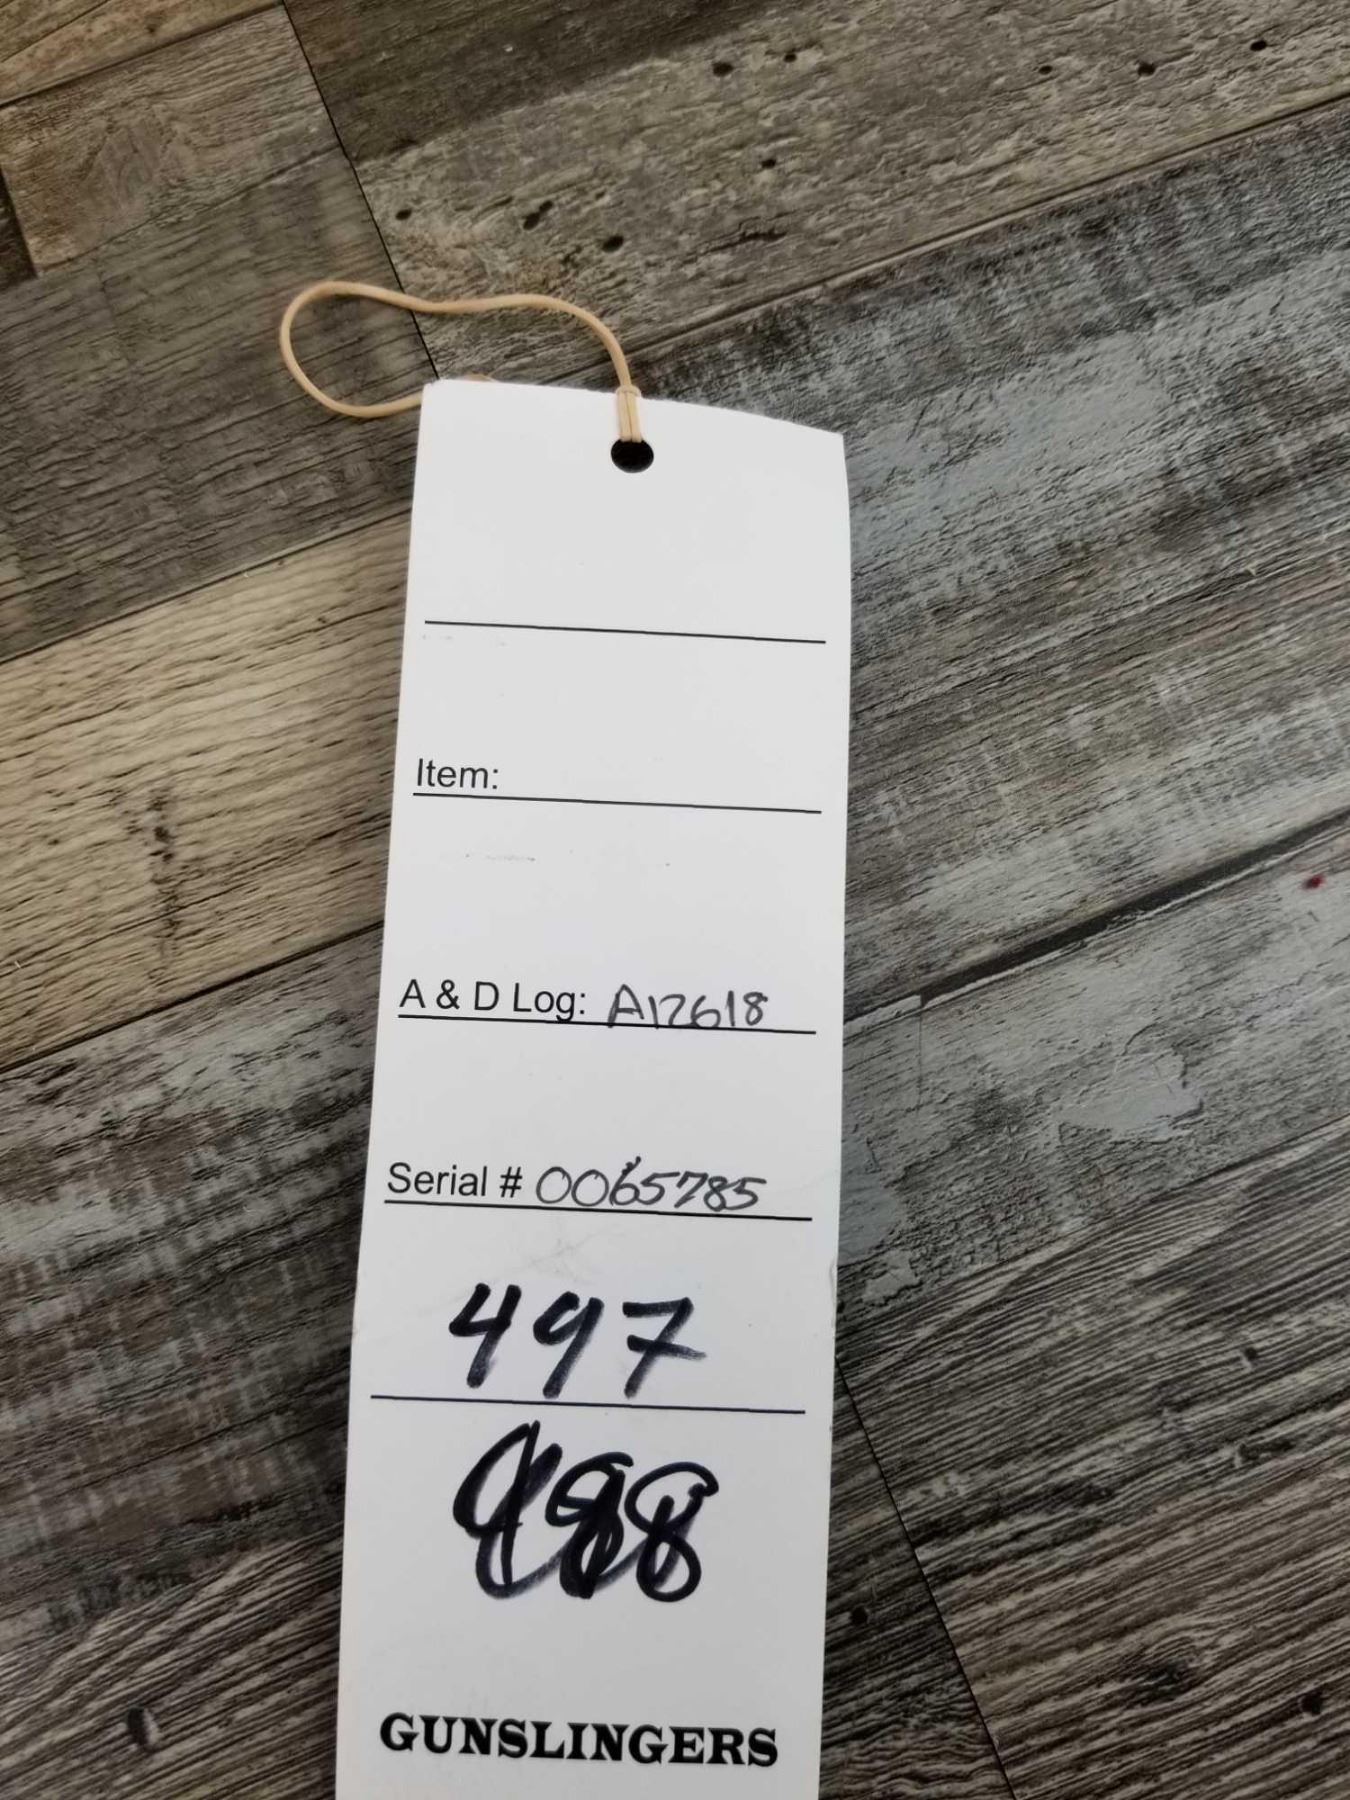 Item:
A & D Log: A12618
Serial # 0065785
497
GUNSLINGERS